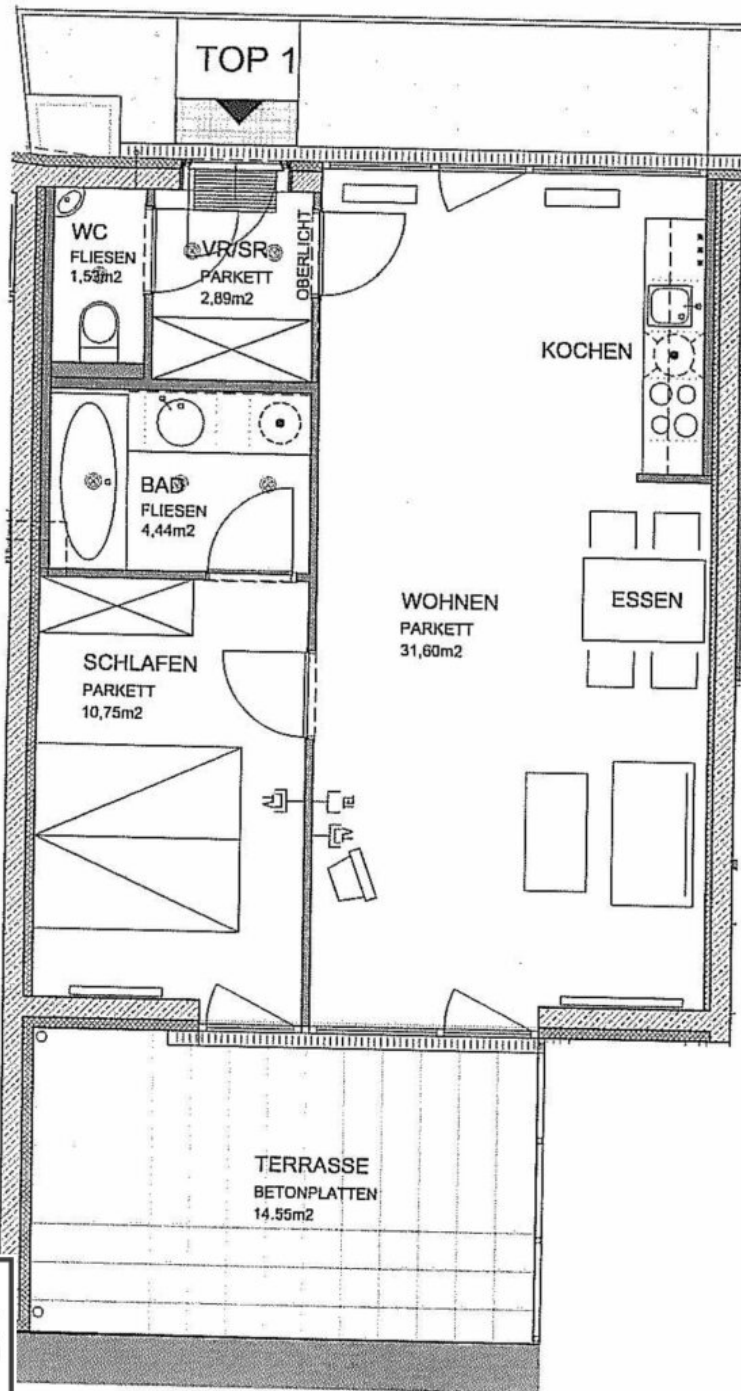 TOP 1
WC
FLIESEN
1,53m2
VR/SR
PARKETT
2,89m2
OBERLICHT
KOCHEN
BAD
FLIESEN
4,44m2
WOHNEN
PARKETT
31,60m2
ESSEN
SCHLAFEN
PARKETT
10,75m2
TERRASSE
BETONPLATTEN
14.55m2